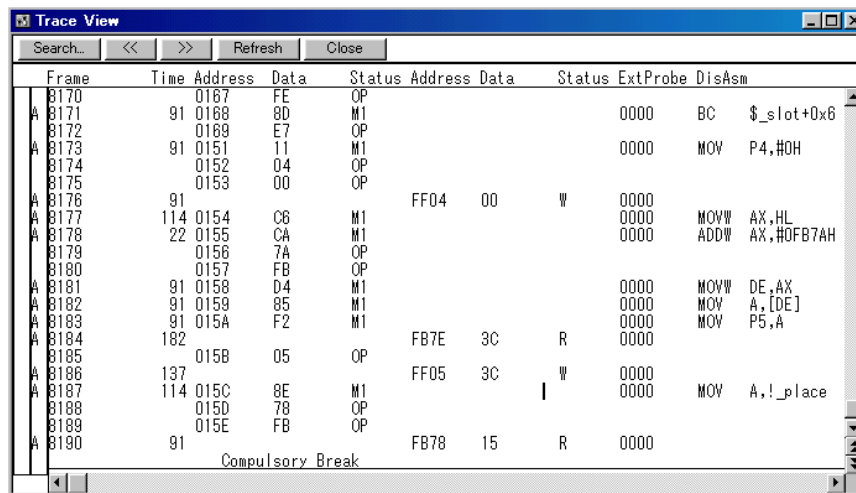 Trace View
Search... << >> Refresh Close
Frame Time Address Data Status Address Data Status ExtProbe DisAsm
8170 0167 FE OP
A 8171 91 0168 8D M1 0000 BC $_slot+0x6
8172 0169 E7 OP
A 8173 91 0151 11 M1 0000 MOV P4,#0H
8174 0152 04 OP
8175 0153 00 OP
A 8176 91 FF04 00 W 0000
A 8177 114 0154 C6 M1 0000 MOVW AX,HL
A 8178 22 0155 CA M1 0000 ADDW AX,#0FB7AH
8179 0156 7A OP
8180 0157 FB OP
A 8181 91 0158 D4 M1 0000 MOVW DE,AX
A 8182 91 0159 85 M1 0000 MOV A,[DE]
A 8183 91 015A F2 M1 0000 MOV P5,A
A 8184 182 FB7E 3C R 0000
8185 015B 05 OP
A 8186 137 FF05 3C W 0000
A 8187 114 015C 8E M1 0000 MOV A,!_place
8188 015D 78 OP
8189 015E FB OP
A 8190 91 FB78 15 R 0000
Compulsory Break